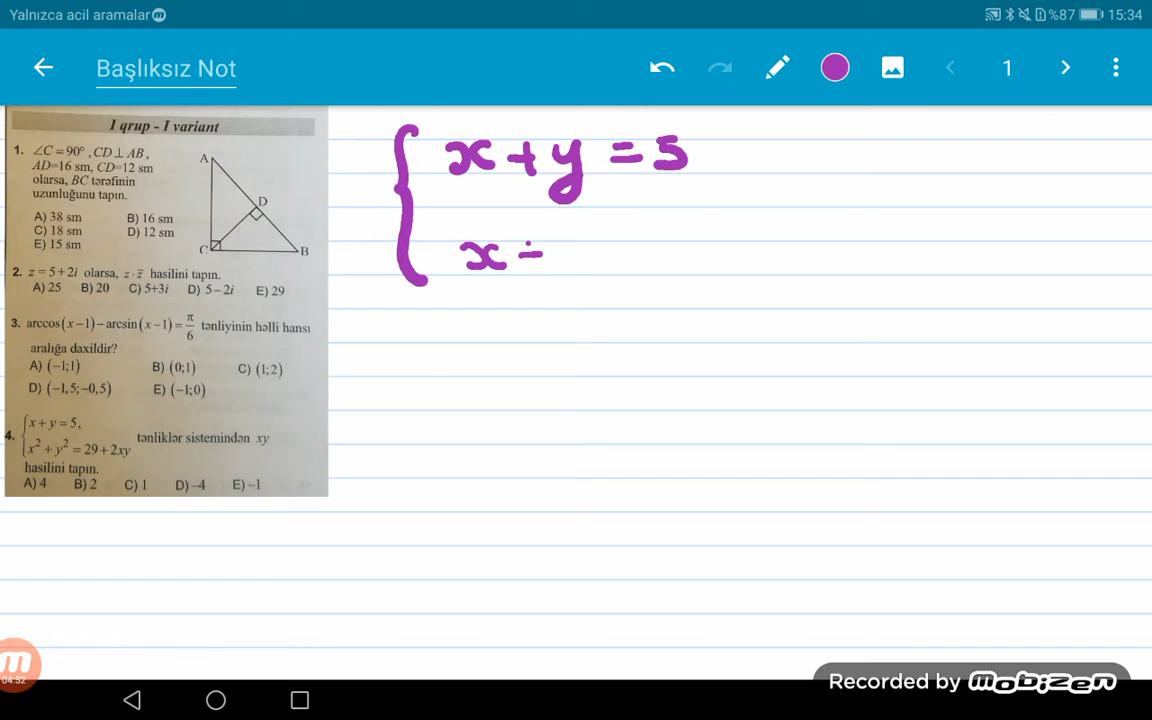 Yalnızca acil aramalar %87 15:34
Başlıksız Not 1
I qrup - I variant
1. ∠C = 90°, CD ⊥ AB,
AD=16 sm, CD=12 sm
olarsa, BC tərəfinin
uzunluğunu tapın.
A) 38 sm B) 16 sm
C) 18 sm D) 12 sm
E) 15 sm
A
D
C B
2. z = 5 + 2i olarsa, z · z̅ hasilini tapın.
A) 25 B) 20 C) 5+3i D) 5−2i E) 29
3. arccos(x−1) − arcsin(x−1) = π/6 tənliyinin həlli hansı
aralığa daxildir?
A) (−1;1) B) (0;1) C) (1;2)
D) (−1,5;−0,5) E) (−1;0)
4. { x + y = 5,
x² + y² = 29 + 2xy tənliklər sistemindən xy
hasilini tapın.
A) 4 B) 2 C) 1 D) −4 E) −1
x + y = 5
x ÷
04:52
Recorded by mobizen